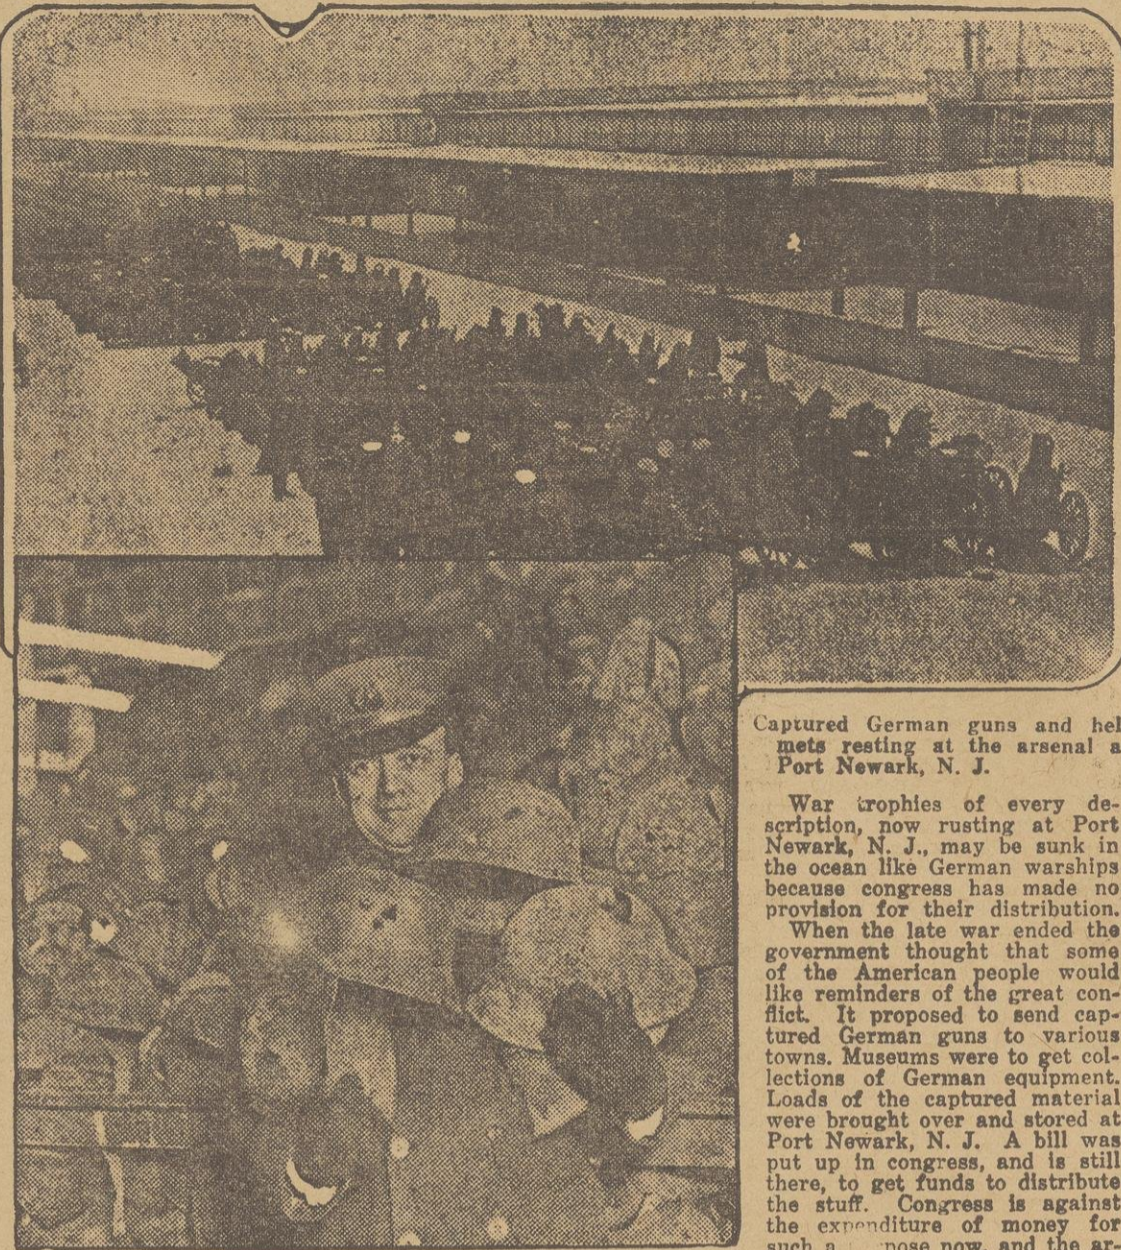 Captured German guns and hel
mets resting at the arsenal a
Port Newark, N. J.
War trophies of every de-
scription, now rusting at Port
Newark, N. J., may be sunk in
the ocean like German warships
because congress has made no
provision for their distribution.
When the late war ended the
government thought that some
of the American people would
like reminders of the great con-
flict. It proposed to send cap-
tured German guns to various
towns. Museums were to get col-
lections of German equipment.
Loads of the captured material
were brought over and stored at
Port Newark, N. J. A bill was
put up in congress, and is still
there, to get funds to distribute
the stuff. Congress is against
the expenditure of money for
such a pose now, and the ar-